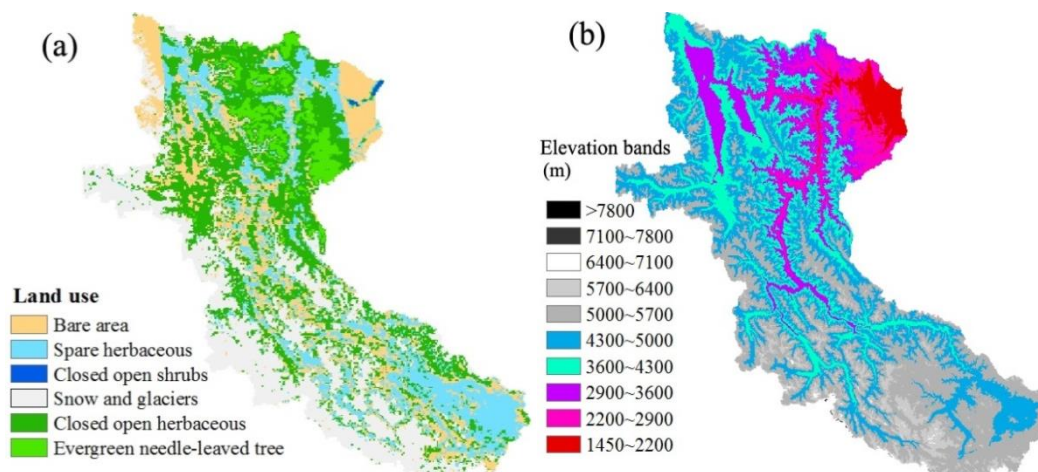 (a)
Land use
Bare area
Spare herbaceous
Closed open shrubs
Snow and glaciers
Closed open herbaceous
Evergreen needle-leaved tree
(b)
Elevation bands
(m)
>7800
7100~7800
6400~7100
5700~6400
5000~5700
4300~5000
3600~4300
2900~3600
2200~2900
1450~2200